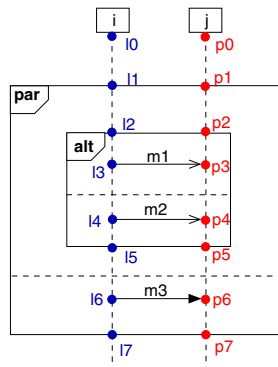 i j
l0 p0
l1 p1
par
l2 p2
alt
m1
l3 p3
m2
l4 p4
l5 p5
m3
l6 p6
l7 p7